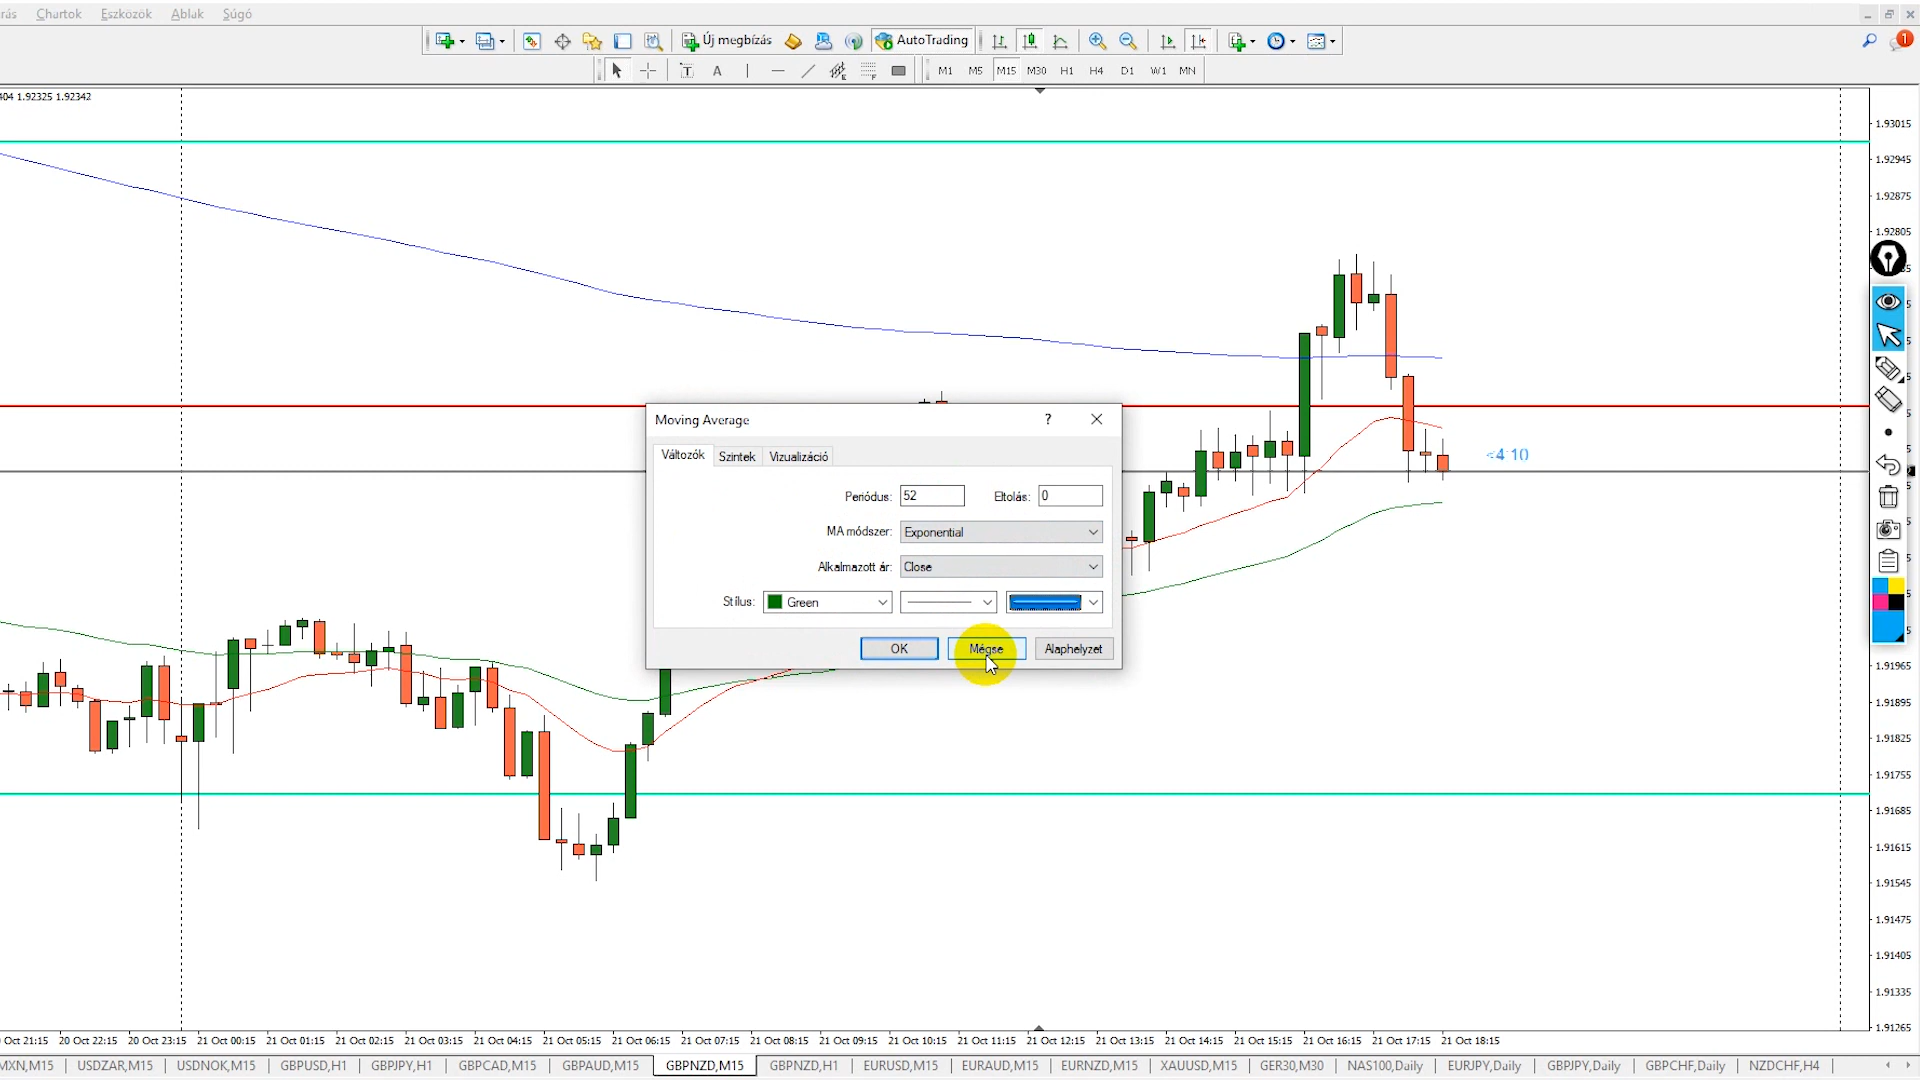 rás Chartok Eszközök Ablak Súgó
Új megbízás AutoTrading 1
T A E F M1 M5 M15 M30 H1 H4 D1 W1 MN
404 1.92325 1.92342
1.93015
1.92945
1.92875
1.92805
Moving Average ? ×
Változók Szintek Vizualizáció
<4:10
Periódus: 52 Eltolás: 0
MA módszer: Exponential
Alkalmazott ár: Close
Stílus: Green
OK Mégse Alaphelyzet
1.91965
1.91895
1.91825
1.91755
1.91685
1.91615
1.91545
1.91475
1.91405
1.91335
1.91265
Oct 21:15 20 Oct 22:15 20 Oct 23:15 21 Oct 00:15 21 Oct 01:15 21 Oct 02:15 21 Oct 03:15 21 Oct 04:15 21 Oct 05:15 21 Oct 06:15 21 Oct 07:15 21 Oct 08:15 21 Oct 09:15 21 Oct 10:15 21 Oct 11:15 21 Oct 12:15 21 Oct 13:15 21 Oct 14:15 21 Oct 15:15 21 Oct 16:15 21 Oct 17:15 21 Oct 18:15
MXN,M15 USDZAR,M15 USDNOK,M15 GBPUSD,H1 GBPJPY,H1 GBPCAD,M15 GBPAUD,M15 GBPNZD,M15 GBPNZD,H1 EURUSD,M15 EURAUD,M15 EURNZD,M15 XAUUSD,M15 GER30,M30 NAS100,Daily EURJPY,Daily GBPJPY,Daily GBPCHF,Daily NZDCHF,H4